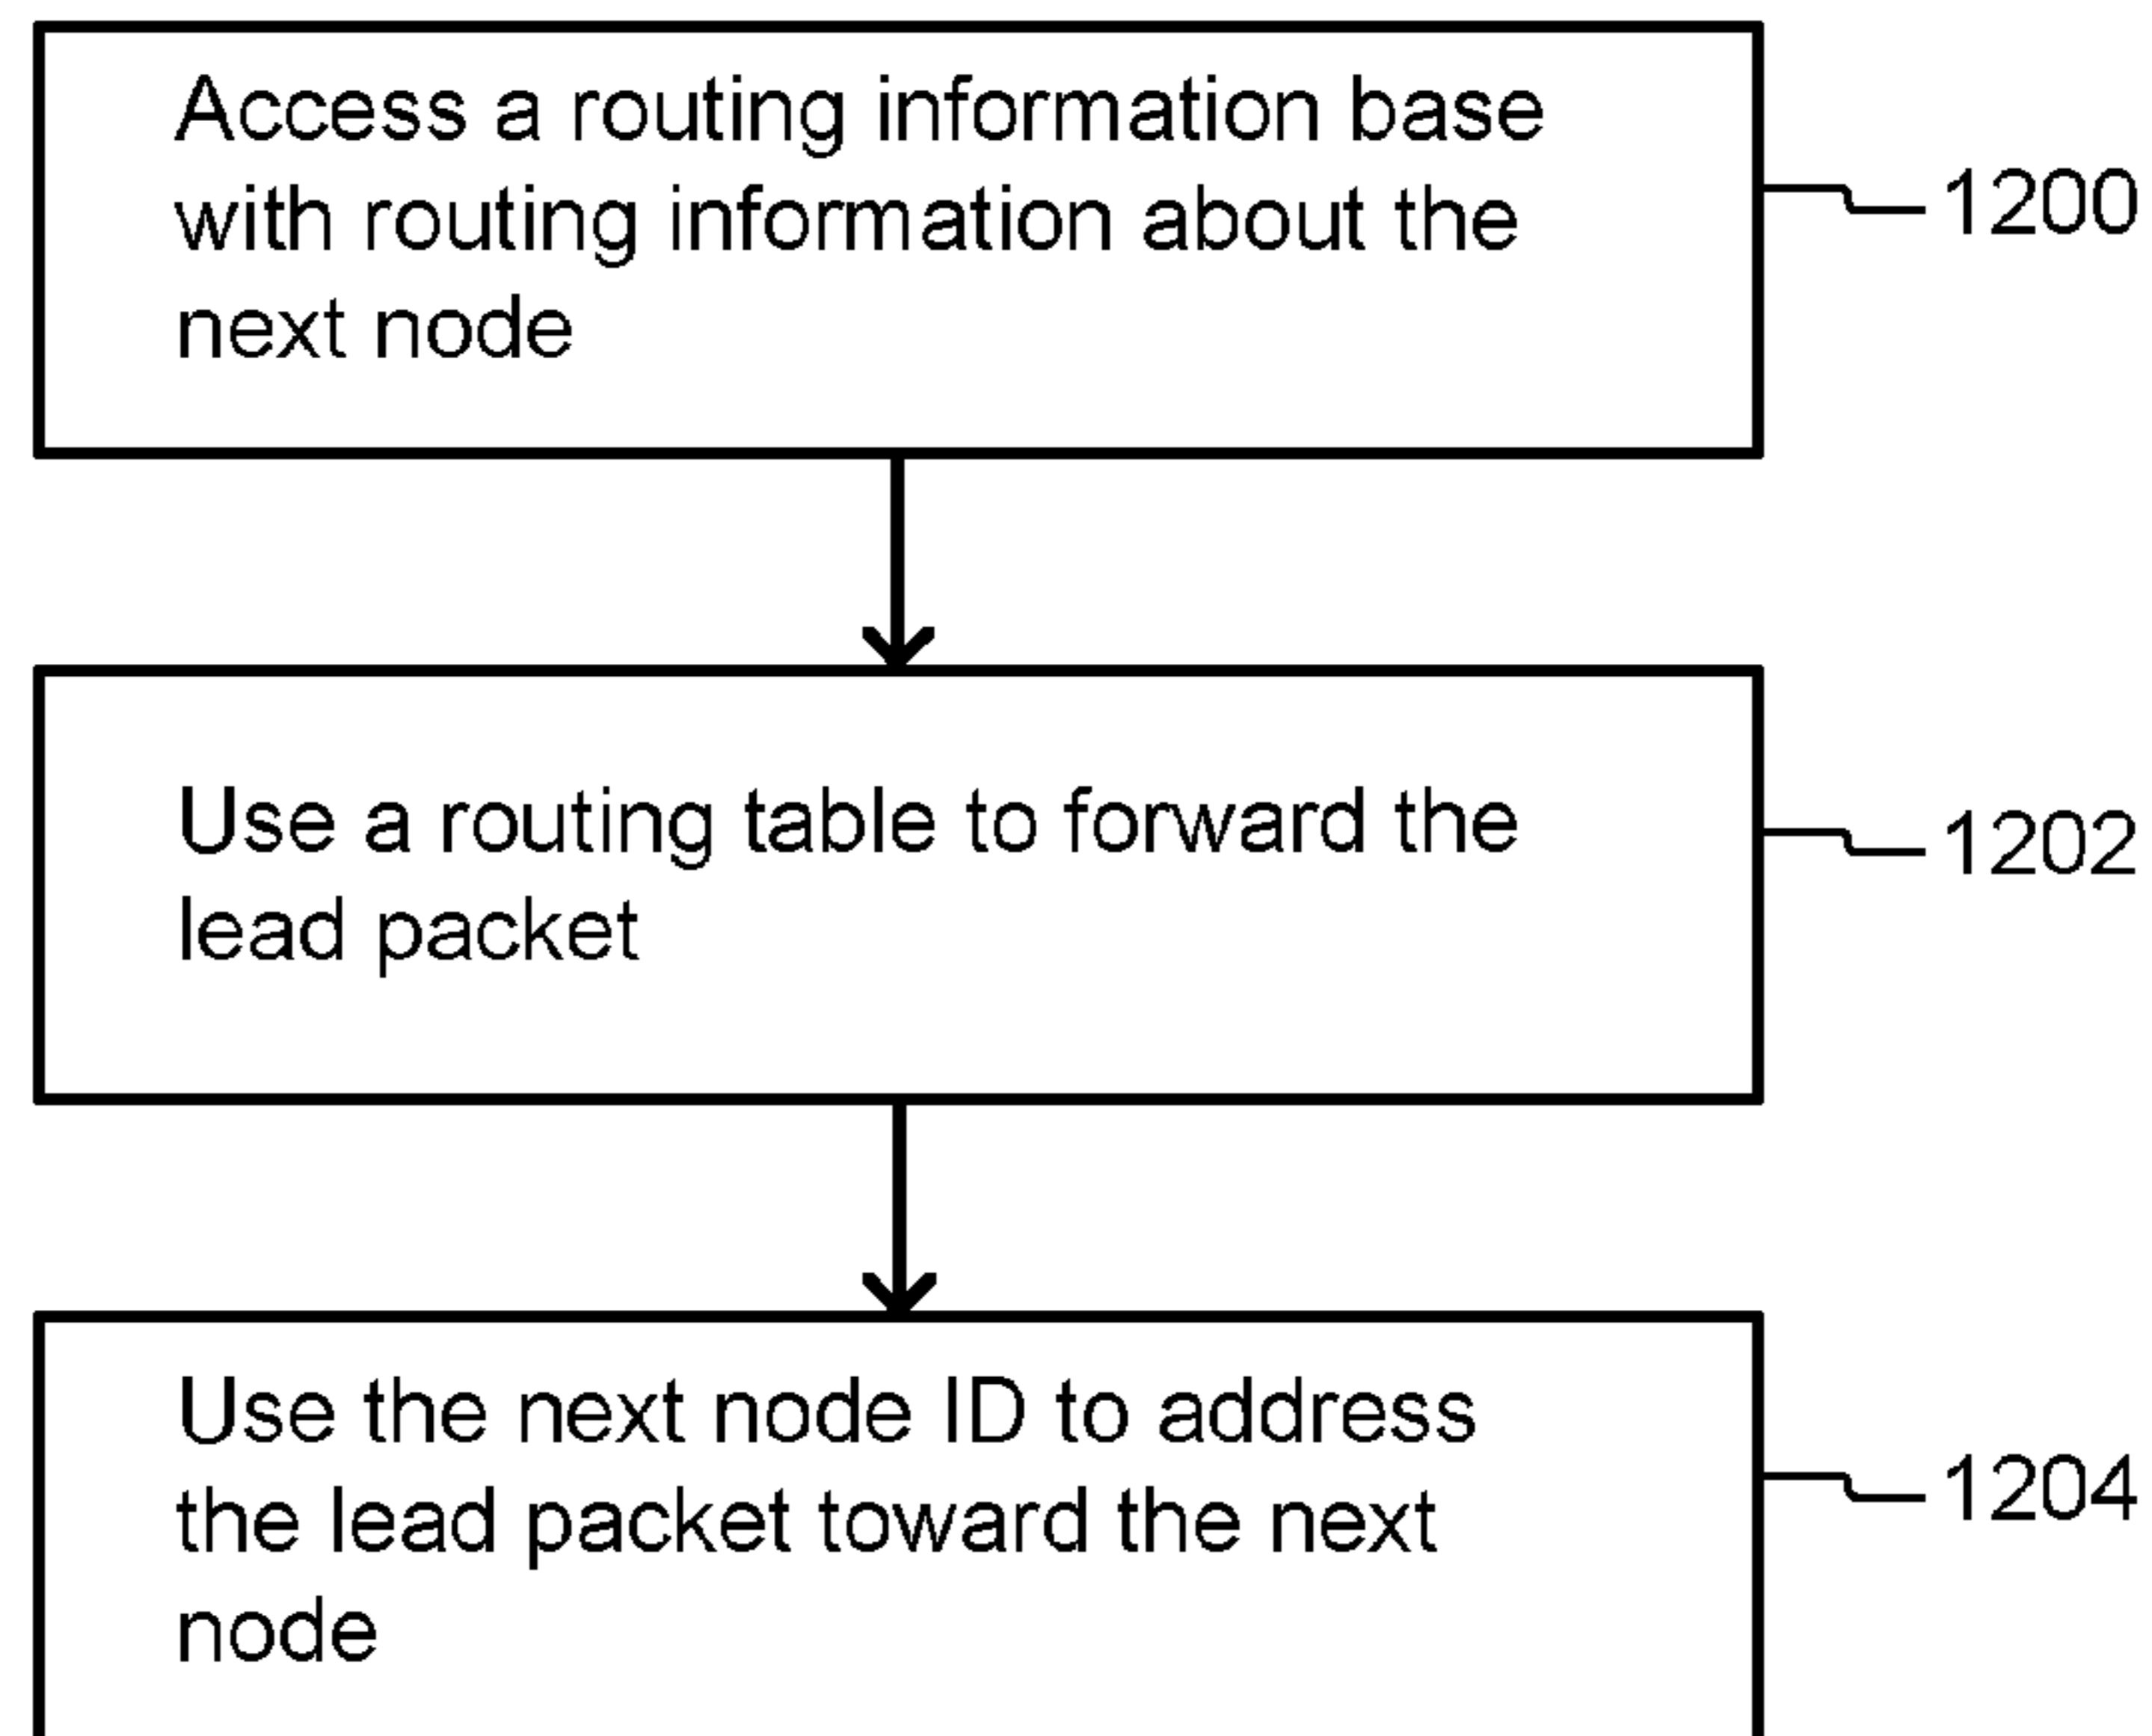 Access a routing information base
with routing information about the
next node
1200
Use a routing table to forward the
lead packet
1202
Use the next node ID to address
the lead packet toward the next
node
1204